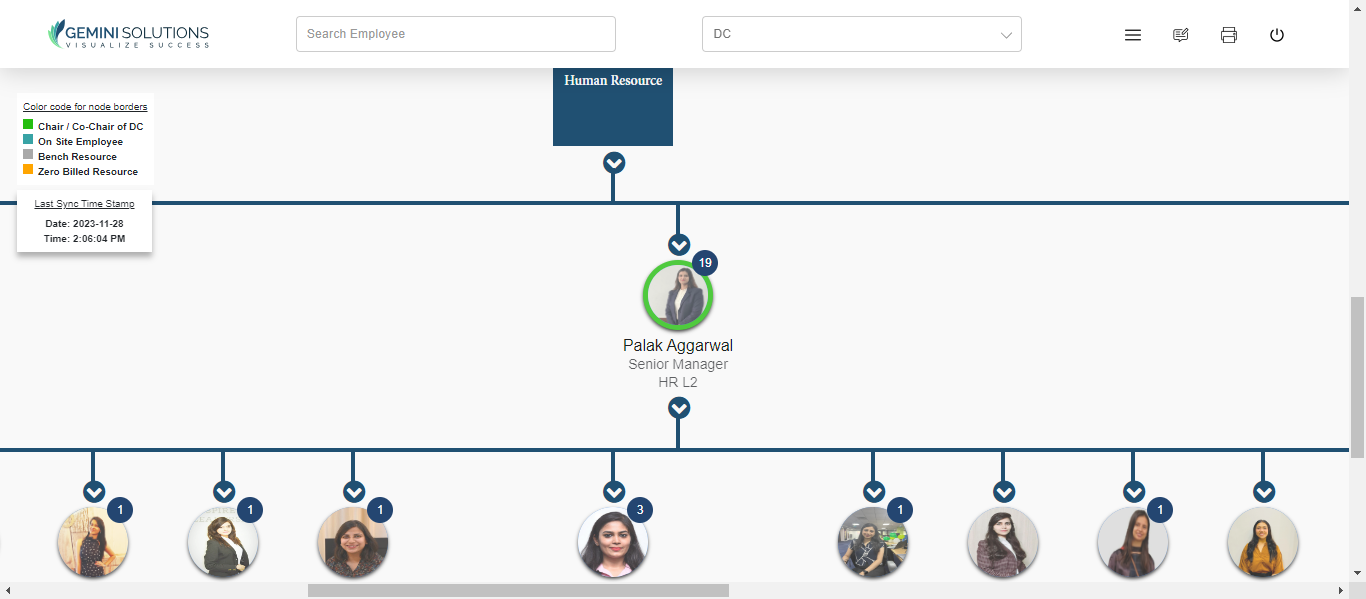 GEMINI SOLUTIONS
VISUALIZE SUCCESS
Search Employee
DC
Human Resource
Color code for node borders
Chair / Co-Chair of DC
On Site Employee
Bench Resource
Zero Billed Resource
Last Sync Time Stamp
Date: 2023-11-28
Time: 2:06:04 PM
19
Palak Aggarwal
Senior Manager
HR L2
1
1
1
3
1
1